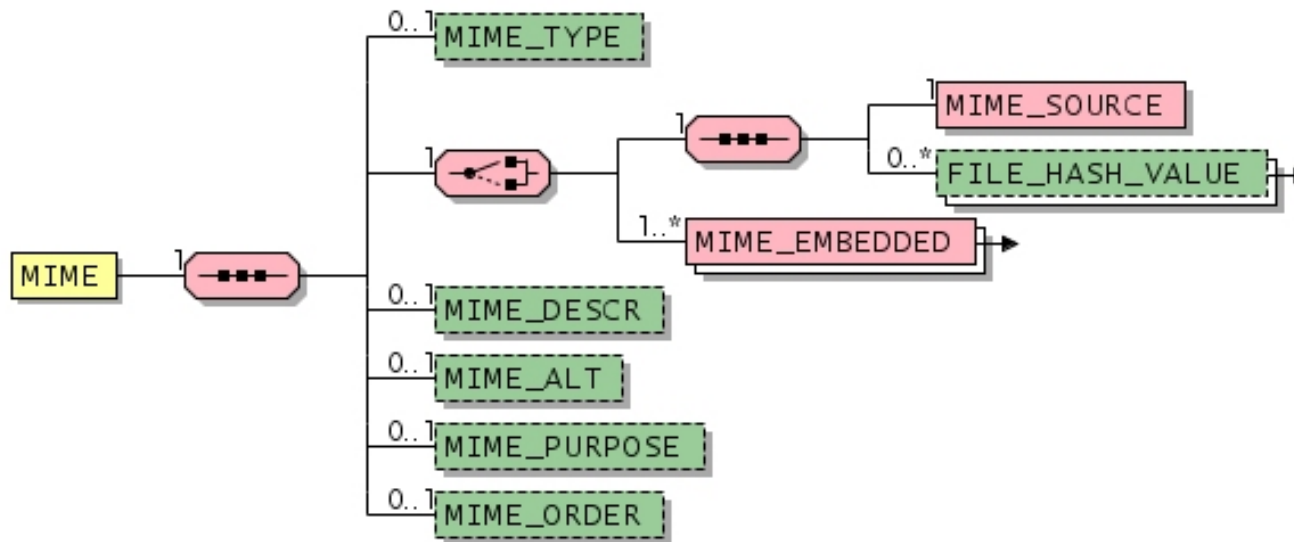 0..1 MIME_TYPE
1 MIME_SOURCE
1
1
0..* FILE_HASH_VALUE
1..* MIME_EMBEDDED
MIME 1
0..1 MIME_DESCR
0..1 MIME_ALT
0..1 MIME_PURPOSE
0..1 MIME_ORDER